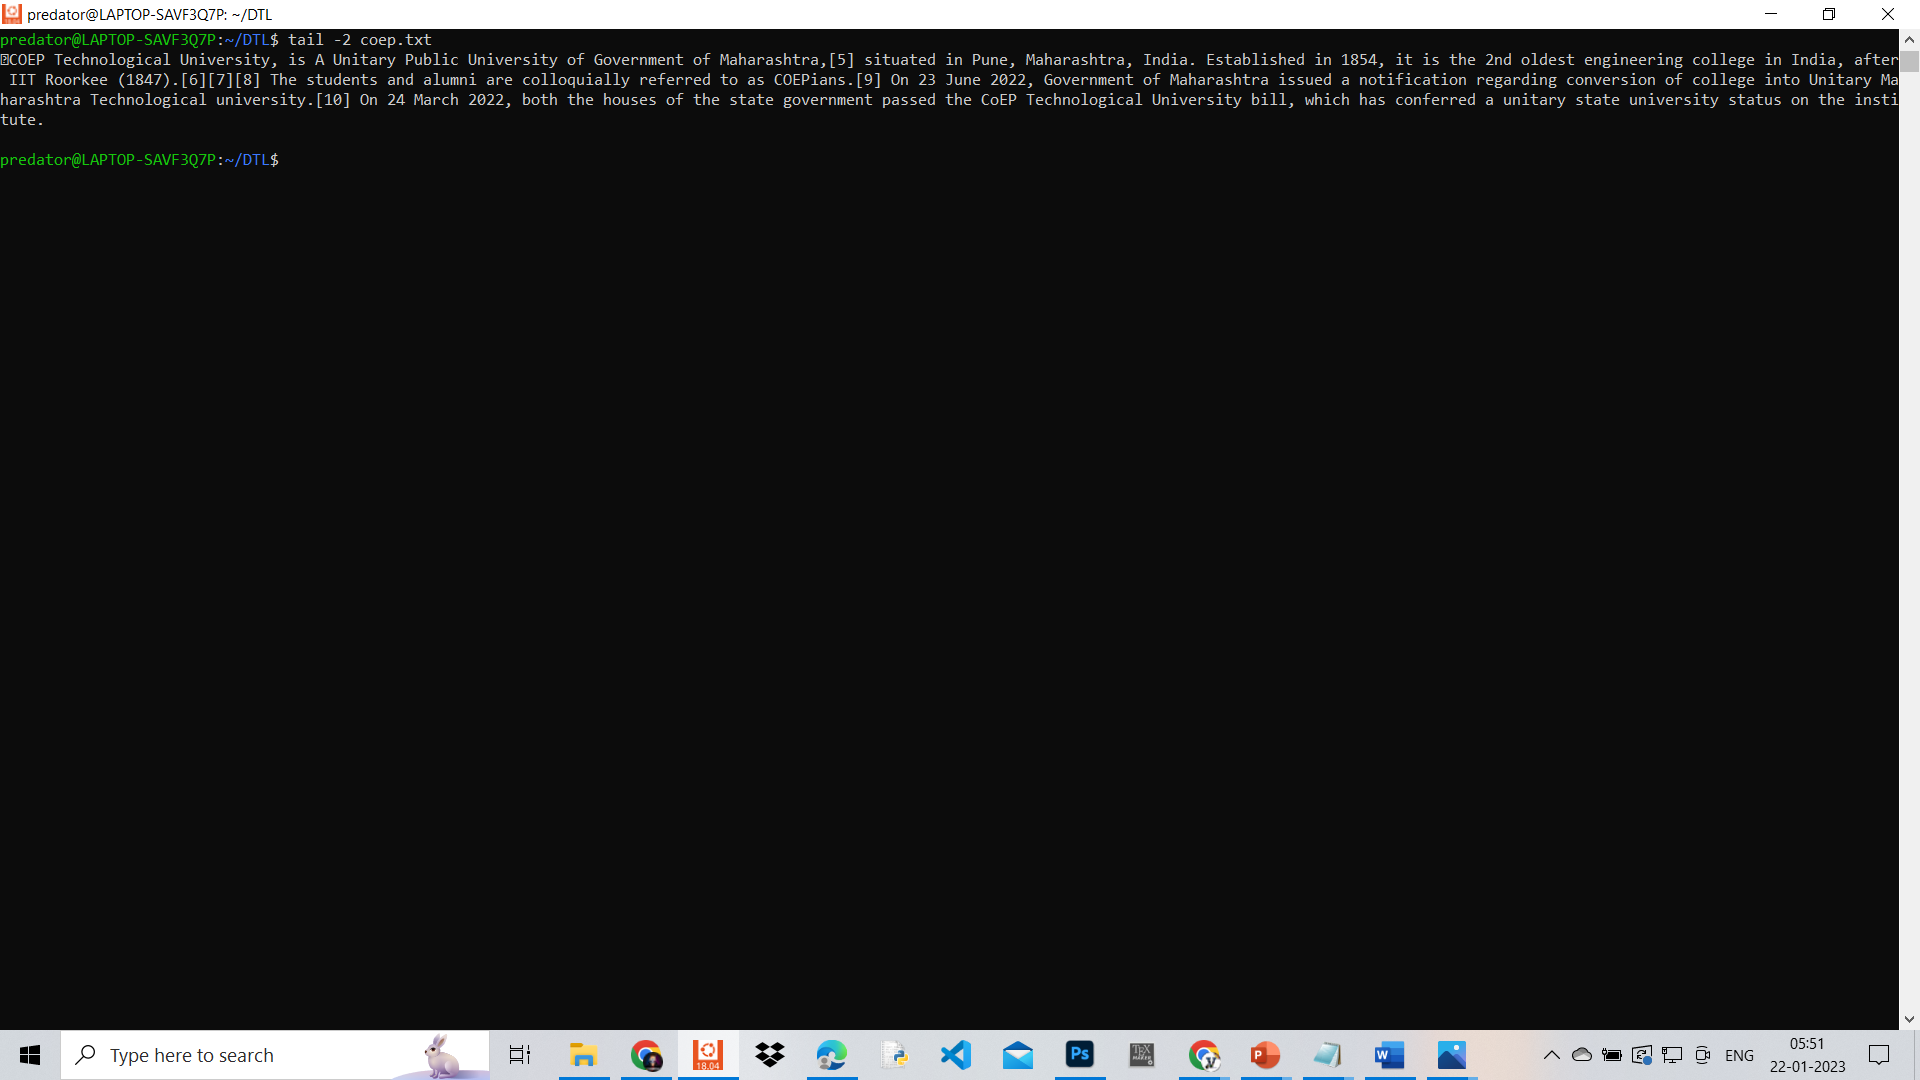 predator@LAPTOP-SAVF3Q7P: ~/DTL
predator@LAPTOP-SAVF3Q7P:~/DTL$ tail -2 coep.txt
COEP Technological University, is A Unitary Public University of Government of Maharashtra,[5] situated in Pune, Maharashtra, India. Established in 1854, it is the 2nd oldest engineering college in India, after
 IIT Roorkee (1847).[6][7][8] The students and alumni are colloquially referred to as COEPians.[9] On 23 June 2022, Government of Maharashtra issued a notification regarding conversion of college into Unitary Ma
harashtra Technological university.[10] On 24 March 2022, both the houses of the state government passed the CoEP Technological University bill, which has conferred a unitary state university status on the insti
tute.
predator@LAPTOP-SAVF3Q7P:~/DTL$
Type here to search
18.04
Ps
TEX
MAKER
P
W
ENG
05:51
22-01-2023